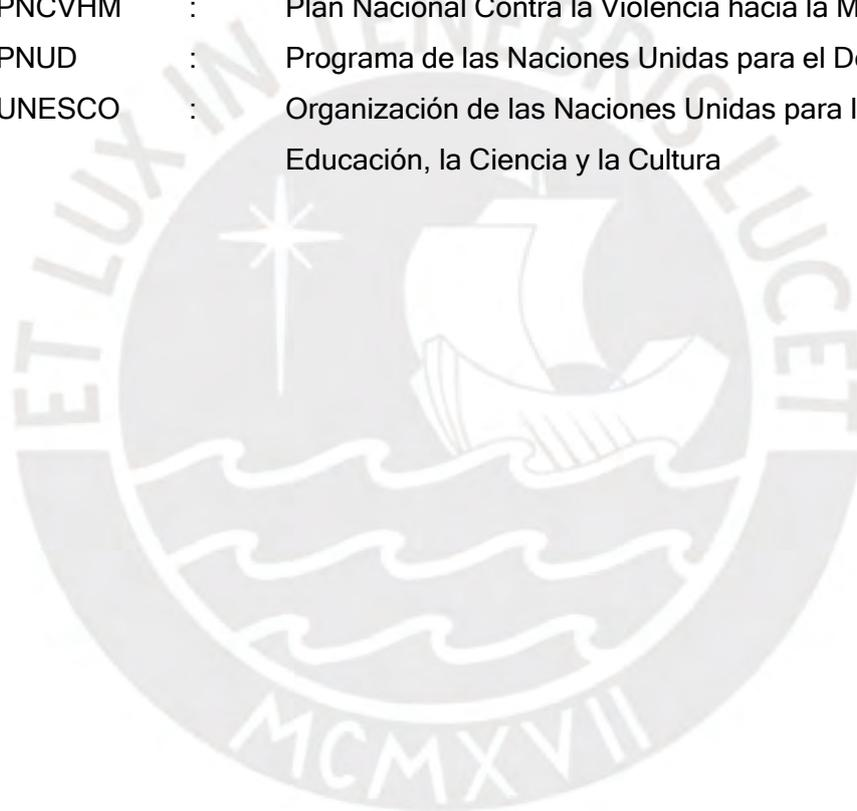 PNCVHM : Plan Nacional Contra la Violencia hacia la M
PNUD : Programa de las Naciones Unidas para el De
UNESCO : Organización de las Naciones Unidas para l
Educación, la Ciencia y la Cultura
ET LUX IN TENEBRIS LUCET
MCMXVII